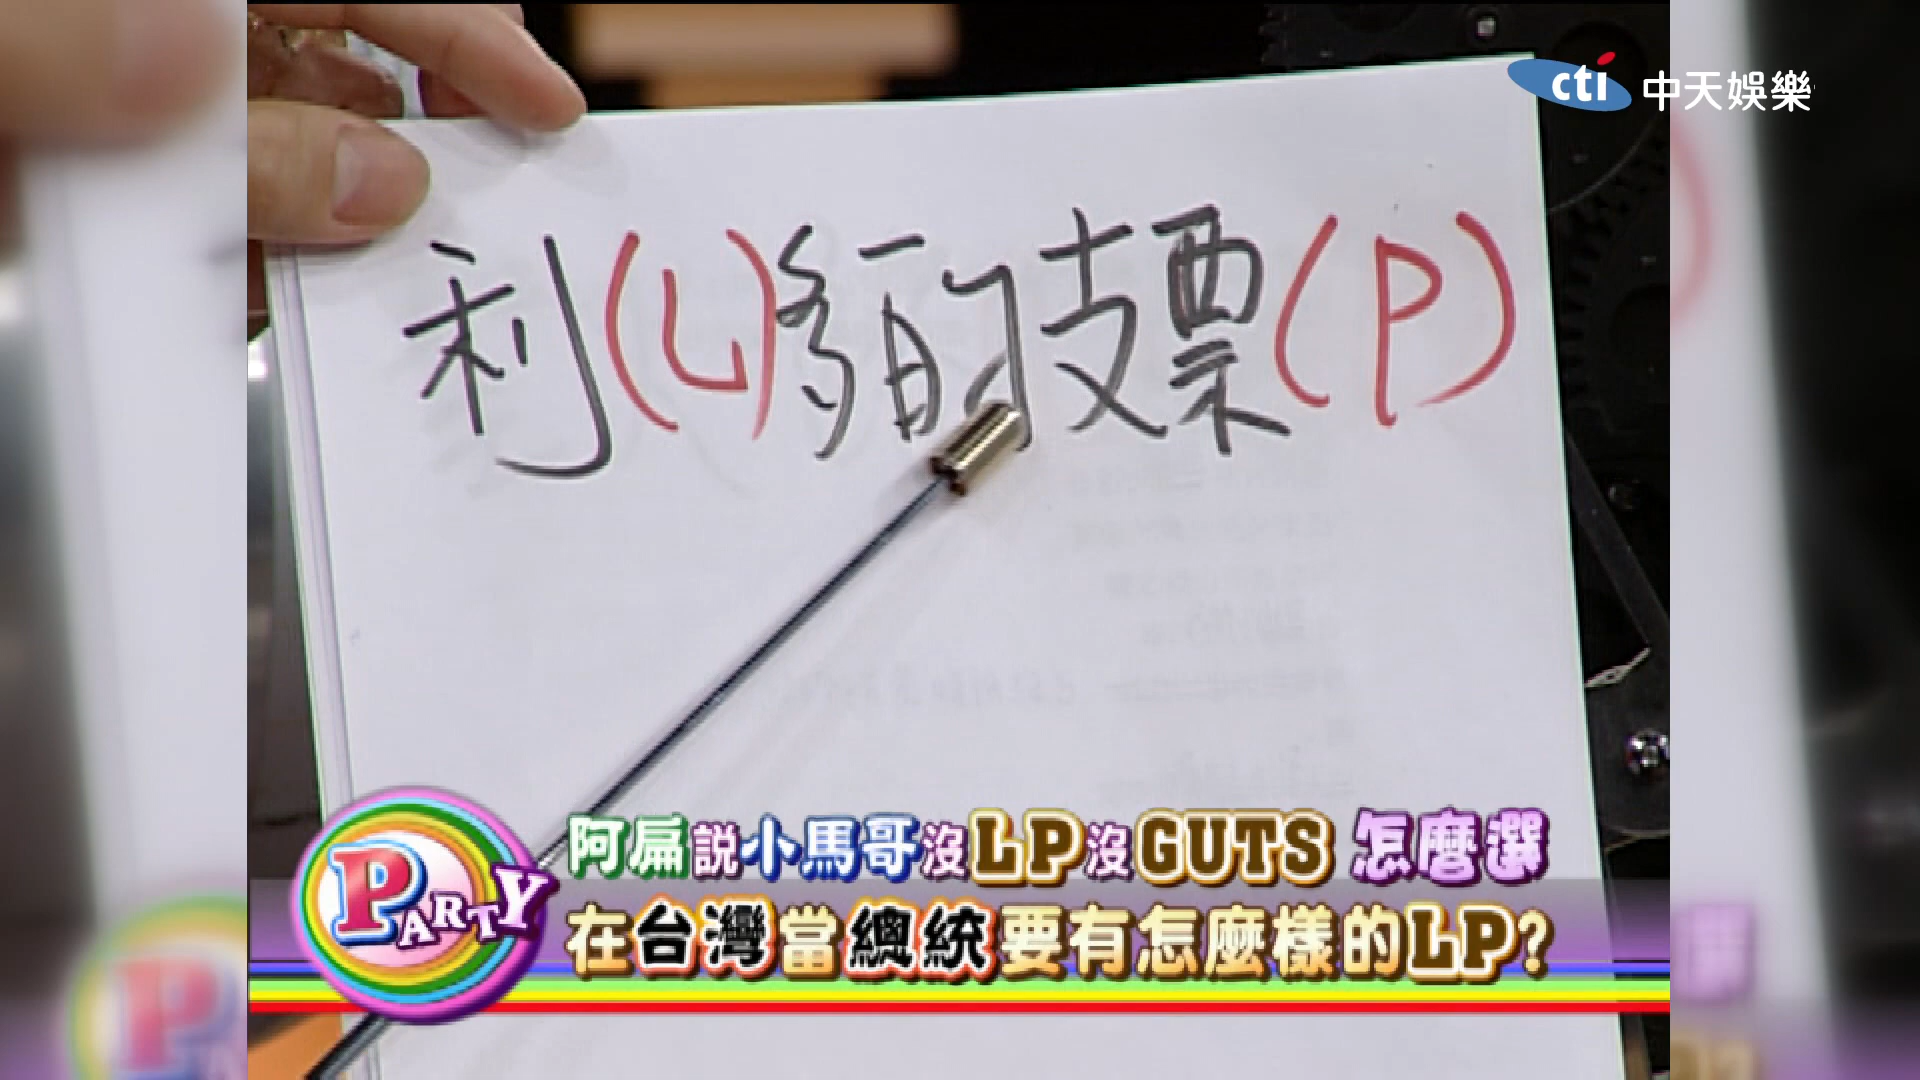 cti 中天娛樂
利(L)多的支票(P)
PARTY
阿扁說小馬哥沒LP沒GUTS 怎麼選
在台灣當總統要有怎麼樣的LP?